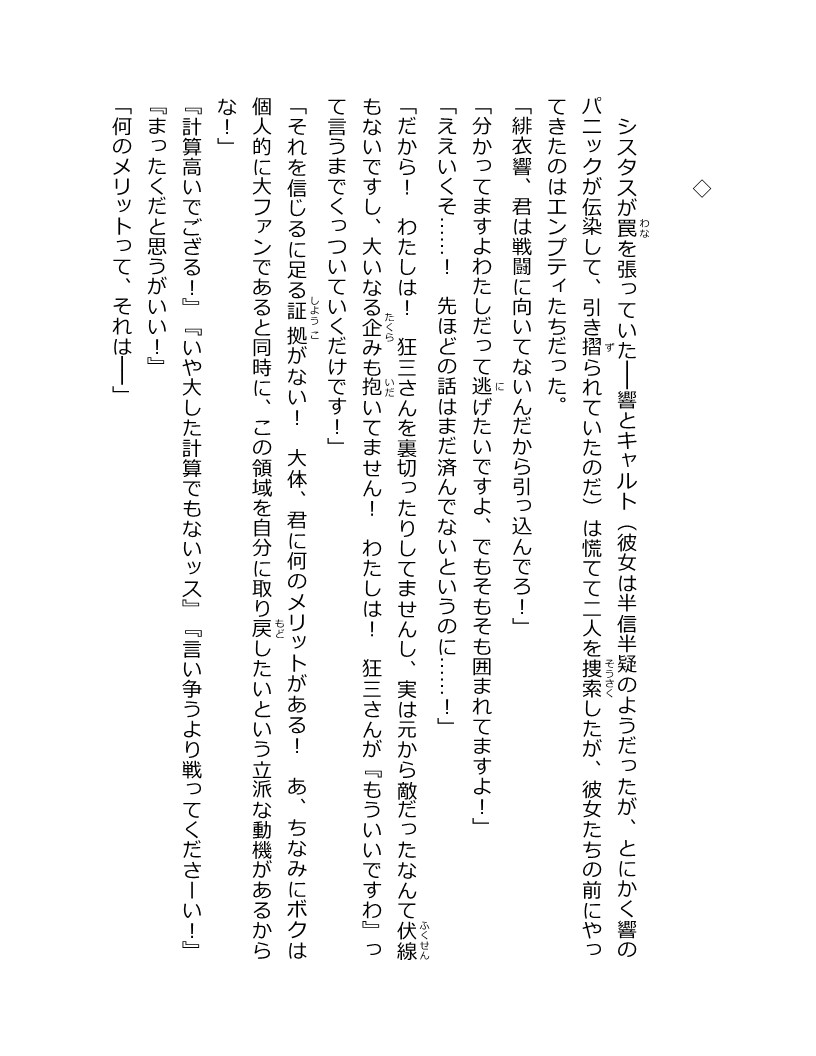 ◇
　シスタスが罠を張っていた──響とキャルト（彼女は半信半疑のようだったが、とにかく響の
パニックが伝染して、引き摺られていたのだ）は慌てて二人を捜索したが、彼女たちの前にやっ
てきたのはエンプティたちだった。
「緋衣響、君は戦闘に向いてないんだから引っ込んでろ！」
「分かってますよわたしだって逃げたいですよ、でもそもそも囲まれてますよ！」
「ええいくそ……！　先ほどの話はまだ済んでないというのに……！」
「だから！　わたしは！　狂三さんを裏切ったりしてませんし、実は元から敵だったなんて伏線
もないですし、大いなる企みも抱いてません！　わたしは！　狂三さんが『もういいですわ』っ
て言うまでくっついていくだけです！」
「それを信じるに足る証拠がない！　大体、君に何のメリットがある！　あ、ちなみにボクは
個人的に大ファンであると同時に、この領域を自分に取り戻したいという立派な動機があるから
な！」
『計算高いでござる！』『いや大した計算でもないッス』『言い争うより戦ってくださーい！』
『まったくだと思うがいい！』
「何のメリットって、それは──」